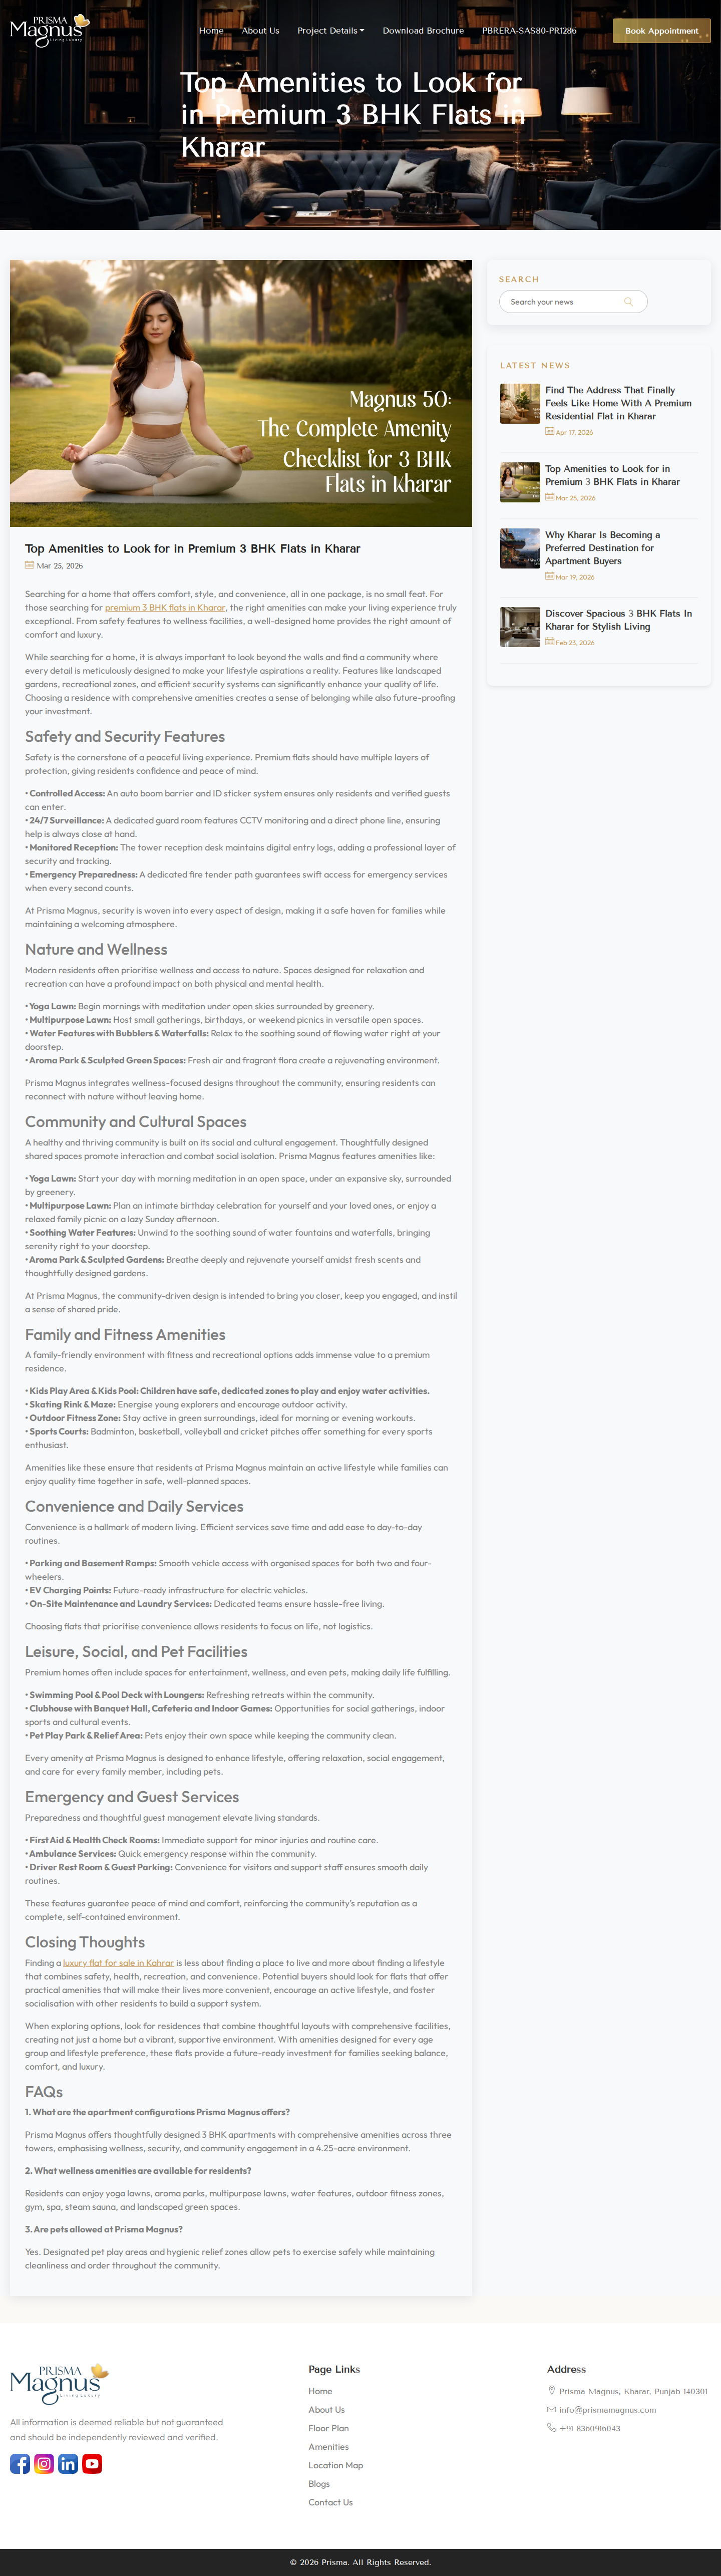 PRISMA
Magnus
Living Luxury
Home
About Us
Project Details
Download Brochure
PBRERA-SAS80-PR1286
Book Appointment
Top Amenities to Look for
in Premium 3 BHK Flats in
Kharar
Magnus 50:
The Complete Amenity
Checklist for 3 BHK
Flats in Kharar
Top Amenities to Look for in Premium 3 BHK Flats in Kharar
Mar 25, 2026
Searching for a home that offers comfort, style, and convenience, all in one package, is no small feat. For
those searching for premium 3 BHK flats in Kharar, the right amenities can make your living experience truly
exceptional. From safety features to wellness facilities, a well-designed home provides the right amount of
comfort and luxury.
While searching for a home, it is always important to look beyond the walls and find a community where
every detail is meticulously designed to make your lifestyle aspirations a reality. Features like landscaped
gardens, recreational zones, and efficient security systems can significantly enhance your quality of life.
Choosing a residence with comprehensive amenities creates a sense of belonging while also future-proofing
your investment.
Safety and Security Features
Safety is the cornerstone of a peaceful living experience. Premium flats should have multiple layers of
protection, giving residents confidence and peace of mind.
• Controlled Access: An auto boom barrier and ID sticker system ensures only residents and verified guests
can enter.
• 24/7 Surveillance: A dedicated guard room features CCTV monitoring and a direct phone line, ensuring
help is always close at hand.
• Monitored Reception: The tower reception desk maintains digital entry logs, adding a professional layer of
security and tracking.
• Emergency Preparedness: A dedicated fire tender path guarantees swift access for emergency services
when every second counts.
At Prisma Magnus, security is woven into every aspect of design, making it a safe haven for families while
maintaining a welcoming atmosphere.
Nature and Wellness
Modern residents often prioritise wellness and access to nature. Spaces designed for relaxation and
recreation can have a profound impact on both physical and mental health.
• Yoga Lawn: Begin mornings with meditation under open skies surrounded by greenery.
• Multipurpose Lawn: Host small gatherings, birthdays, or weekend picnics in versatile open spaces.
• Water Features with Bubblers & Waterfalls: Relax to the soothing sound of flowing water right at your
doorstep.
• Aroma Park & Sculpted Green Spaces: Fresh air and fragrant flora create a rejuvenating environment.
Prisma Magnus integrates wellness-focused designs throughout the community, ensuring residents can
reconnect with nature without leaving home.
Community and Cultural Spaces
A healthy and thriving community is built on its social and cultural engagement. Thoughtfully designed
shared spaces promote interaction and combat social isolation. Prisma Magnus features amenities like:
• Yoga Lawn: Start your day with morning meditation in an open space, under an expansive sky, surrounded
by greenery.
• Multipurpose Lawn: Plan an intimate birthday celebration for yourself and your loved ones, or enjoy a
relaxed family picnic on a lazy Sunday afternoon.
• Soothing Water Features: Unwind to the soothing sound of water fountains and waterfalls, bringing
serenity right to your doorstep.
• Aroma Park & Sculpted Gardens: Breathe deeply and rejuvenate yourself amidst fresh scents and
thoughtfully designed gardens.
At Prisma Magnus, the community-driven design is intended to bring you closer, keep you engaged, and instil
a sense of shared pride.
Family and Fitness Amenities
A family-friendly environment with fitness and recreational options adds immense value to a premium
residence.
• Kids Play Area & Kids Pool: Children have safe, dedicated zones to play and enjoy water activities.
• Skating Rink & Maze: Energise young explorers and encourage outdoor activity.
• Outdoor Fitness Zone: Stay active in green surroundings, ideal for morning or evening workouts.
• Sports Courts: Badminton, basketball, volleyball and cricket pitches offer something for every sports
enthusiast.
Amenities like these ensure that residents at Prisma Magnus maintain an active lifestyle while families can
enjoy quality time together in safe, well-planned spaces.
Convenience and Daily Services
Convenience is a hallmark of modern living. Efficient services save time and add ease to day-to-day
routines.
• Parking and Basement Ramps: Smooth vehicle access with organised spaces for both two and four-
wheelers.
• EV Charging Points: Future-ready infrastructure for electric vehicles.
• On-Site Maintenance and Laundry Services: Dedicated teams ensure hassle-free living.
Choosing flats that prioritise convenience allows residents to focus on life, not logistics.
Leisure, Social, and Pet Facilities
Premium homes often include spaces for entertainment, wellness, and even pets, making daily life fulfilling.
• Swimming Pool & Pool Deck with Loungers: Refreshing retreats within the community.
• Clubhouse with Banquet Hall, Cafeteria and Indoor Games: Opportunities for social gatherings, indoor
sports and cultural events.
• Pet Play Park & Relief Area: Pets enjoy their own space while keeping the community clean.
Every amenity at Prisma Magnus is designed to enhance lifestyle, offering relaxation, social engagement,
and care for every family member, including pets.
Emergency and Guest Services
Preparedness and thoughtful guest management elevate living standards.
• First Aid & Health Check Rooms: Immediate support for minor injuries and routine care.
• Ambulance Services: Quick emergency response within the community.
• Driver Rest Room & Guest Parking: Convenience for visitors and support staff ensures smooth daily
routines.
These features guarantee peace of mind and comfort, reinforcing the community's reputation as a
complete, self-contained environment.
Closing Thoughts
Finding a luxury flat for sale in Kahrar is less about finding a place to live and more about finding a lifestyle
that combines safety, health, recreation, and convenience. Potential buyers should look for flats that offer
practical amenities that will make their lives more convenient, encourage an active lifestyle, and foster
socialisation with other residents to build a support system.
When exploring options, look for residences that combine thoughtful layouts with comprehensive facilities,
creating not just a home but a vibrant, supportive environment. With amenities designed for every age
group and lifestyle preference, these flats provide a future-ready investment for families seeking balance,
comfort, and luxury.
FAQs
1. What are the apartment configurations Prisma Magnus offers?
Prisma Magnus offers thoughtfully designed 3 BHK apartments with comprehensive amenities across three
towers, emphasising wellness, security, and community engagement in a 4.25-acre environment.
2. What wellness amenities are available for residents?
Residents can enjoy yoga lawns, aroma parks, multipurpose lawns, water features, outdoor fitness zones,
gym, spa, steam sauna, and landscaped green spaces.
3. Are pets allowed at Prisma Magnus?
Yes. Designated pet play areas and hygienic relief zones allow pets to exercise safely while maintaining
cleanliness and order throughout the community.
SEARCH
Search your news
LATEST NEWS
Find The Address That Finally
Feels Like Home With A Premium
Residential Flat in Kharar
Apr 17, 2026
Top Amenities to Look for in
Premium 3 BHK Flats in Kharar
Mar 25, 2026
Why Kharar Is Becoming a
Preferred Destination for
Apartment Buyers
Mar 19, 2026
Discover Spacious 3 BHK Flats In
Kharar for Stylish Living
Feb 23, 2026
PRISMA
Magnus
Living Luxury
All information is deemed reliable but not guaranteed
and should be independently reviewed and verified.
Page Links
Home
About Us
Floor Plan
Amenities
Location Map
Blogs
Contact Us
Address
Prisma Magnus, Kharar, Punjab 140301
info@prismamagnus.com
+91 8360916043
© 2026 Prisma. All Rights Reserved.